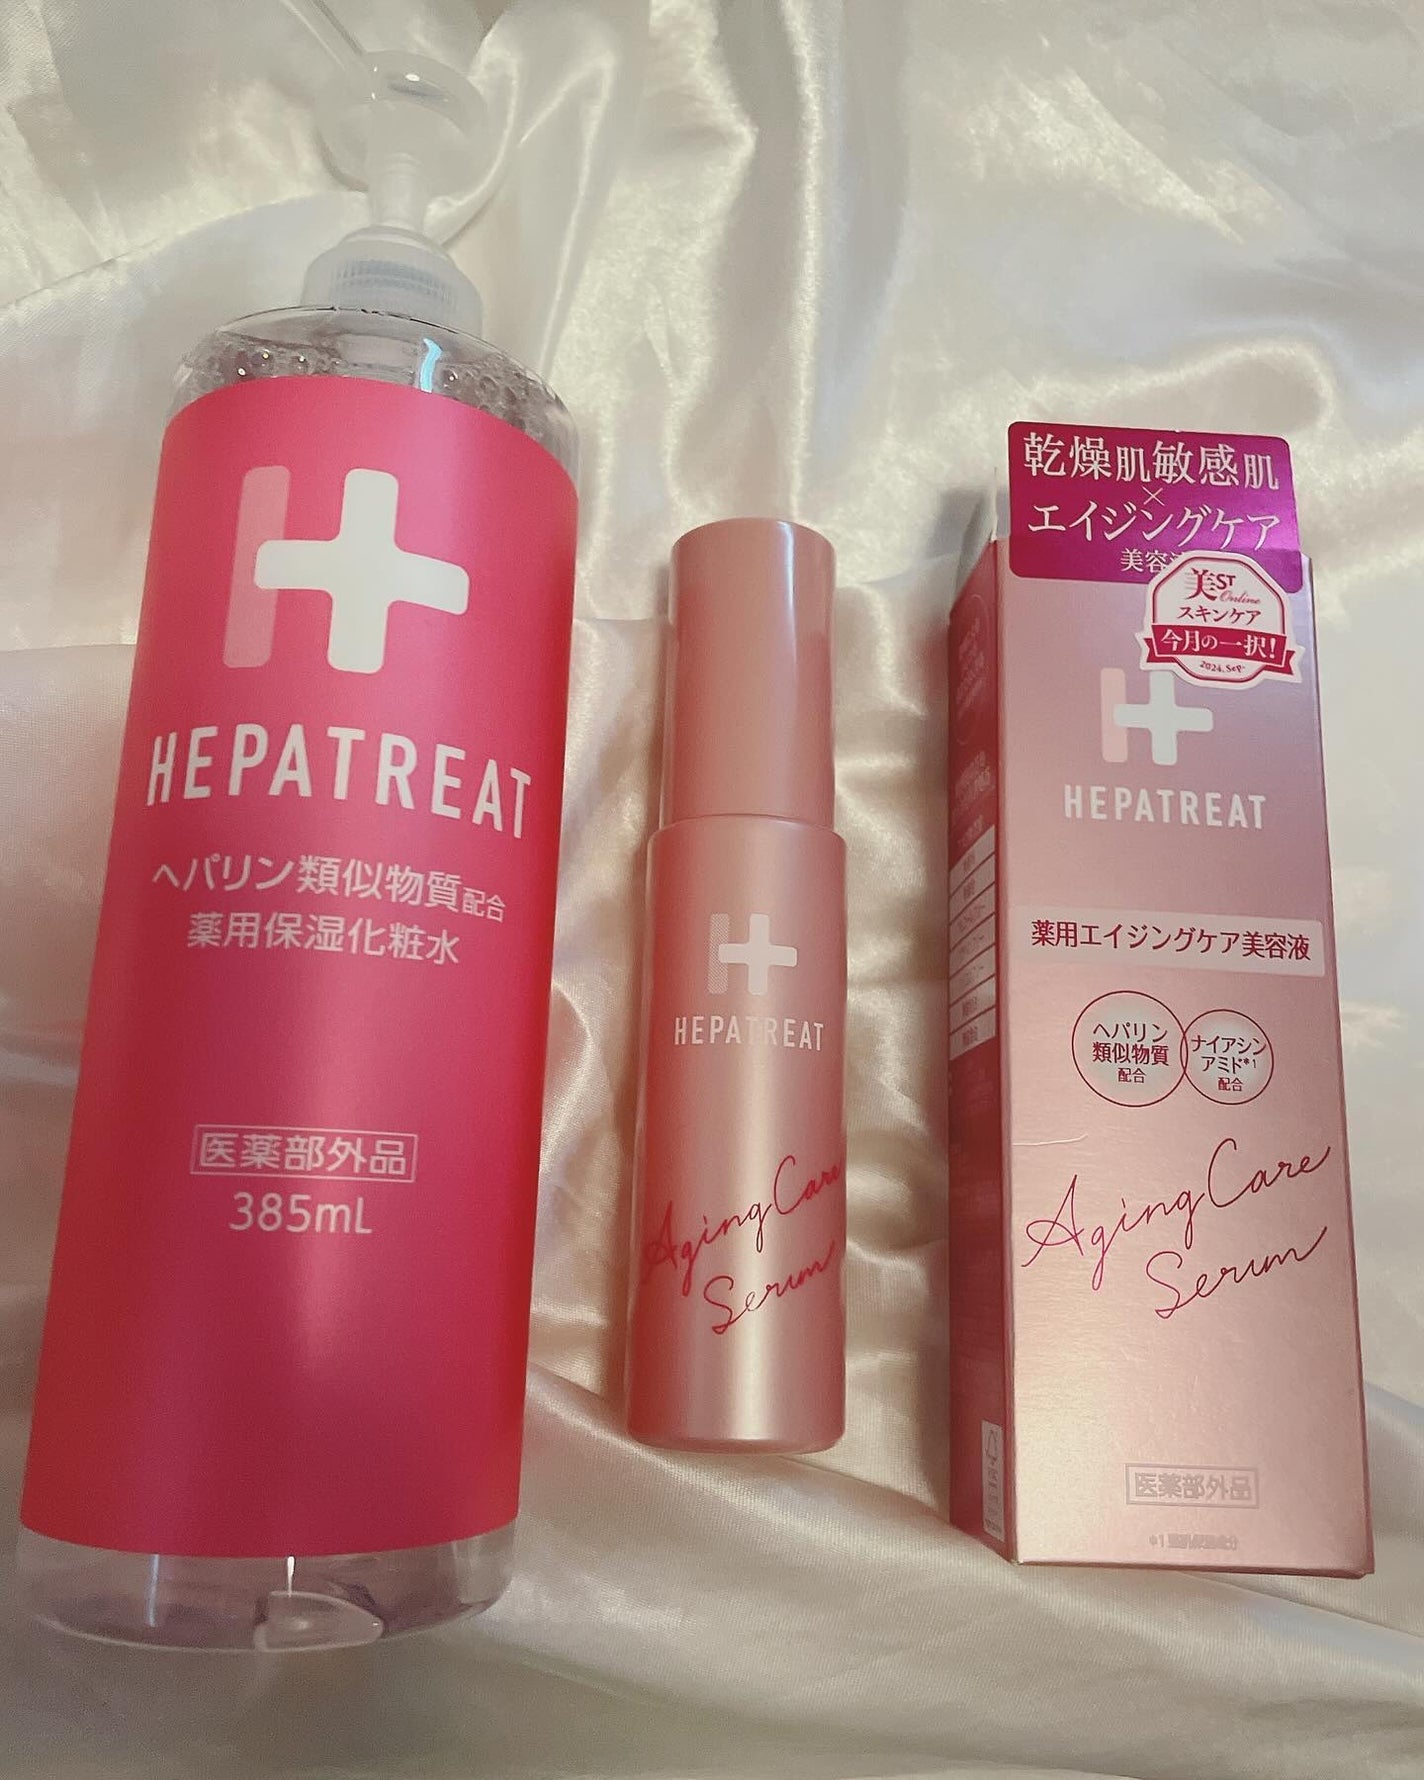 HEPATREAT
ヘパリン類似物質配合
薬用保湿化粧水
医薬部外品
385mL
HEPATREAT
Aging Care
Serum
乾燥肌敏感肌
×
エイジングケア
美容
美ST
Online
スキンケア
今月の一択!
2024.Sep
HEPATREAT
薬用エイジングケア美容液
ヘパリン
類似物質
配合
ナイアシン
アミド*1
配合
Aging Care
Serum
医薬部外品